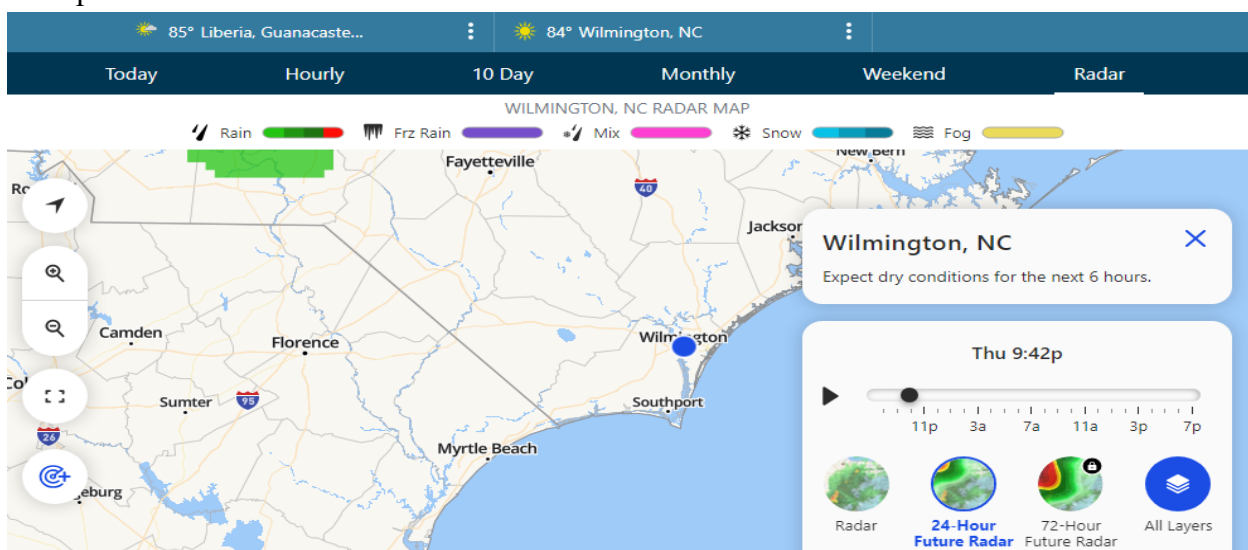 85° Liberia, Guanacaste...
84° Wilmington, NC
Today Hourly 10 Day Monthly Weekend Radar
WILMINGTON, NC RADAR MAP
Rain Frz Rain Mix Snow Fog
Fayetteville
New Bern
40
Jackson
Wilmington, NC
Expect dry conditions for the next 6 hours.
Camden
Florence
Wilmington
Thu 9:42p
Sumter
95
Southport
11p 3a 7a 11a 3p 7p
26
Myrtle Beach
eburg
Radar
24-Hour
Future Radar
72-Hour
Future Radar
All Layers